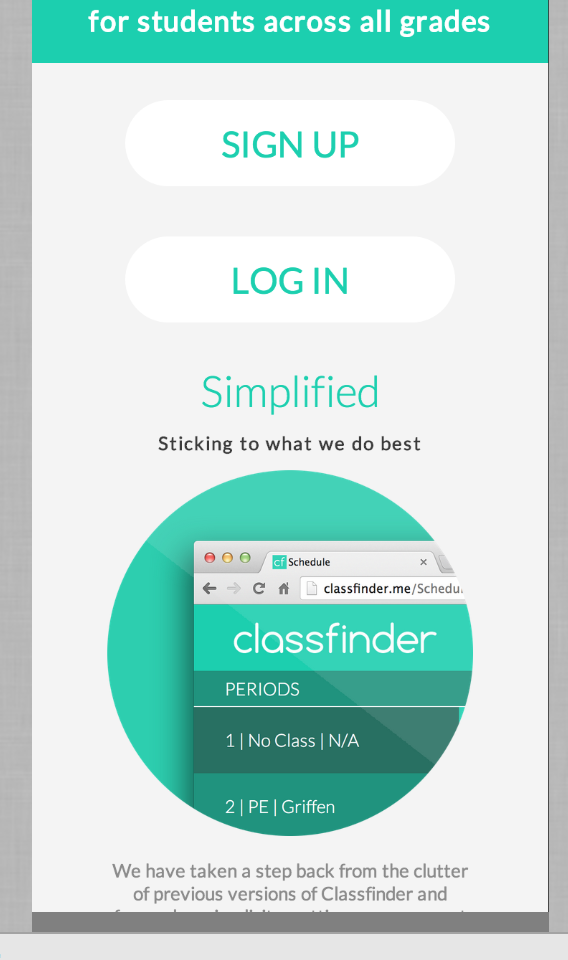 for students across all grades
SIGN UP
LOG IN
Simplified
Sticking to what we do best
cf Schedule
classfinder.me/Schedu
classfinder
PERIODS
1 | No Class | N/A
2 | PE | Griffen
We have taken a step back from the clutter
of previous versions of Classfinder and